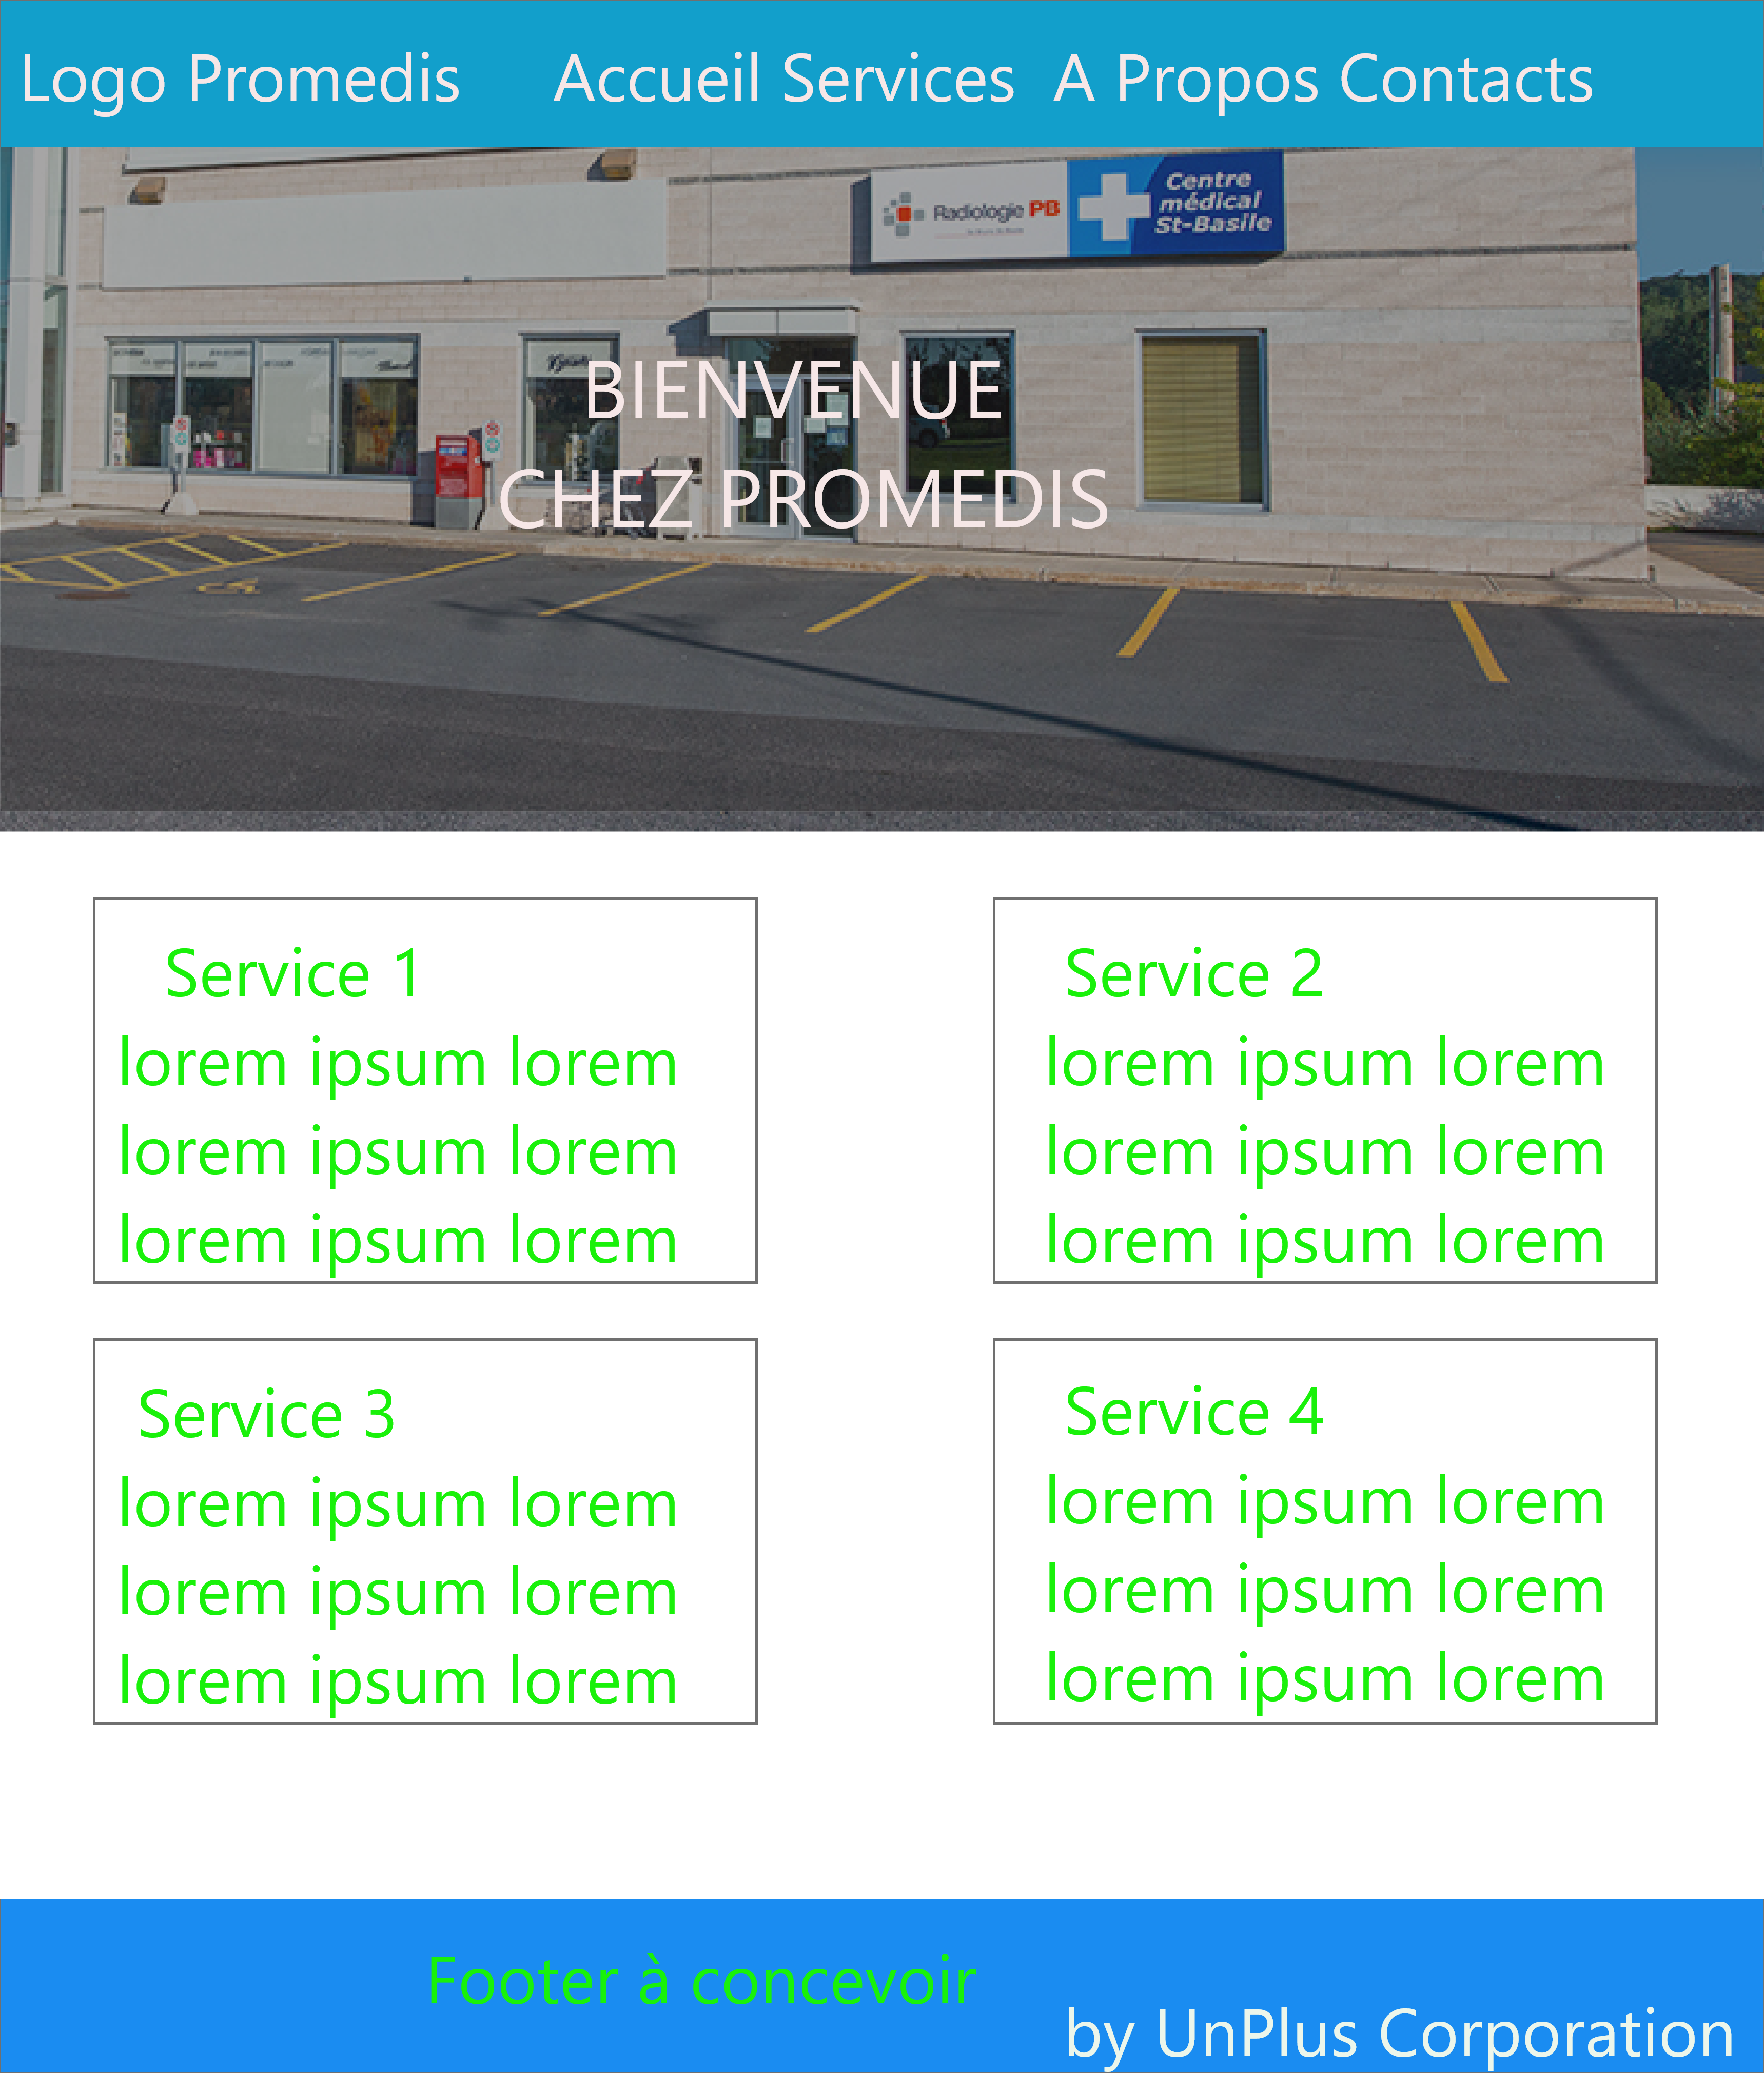 Logo Promedis Accueil Services A Propos Contacts
Radiologie PB
Centre
médical
St-Basile
BIENVENUE
CHEZ PROMEDIS
Service 1
lorem ipsum lorem
lorem ipsum lorem
lorem ipsum lorem
Service 2
lorem ipsum lorem
lorem ipsum lorem
lorem ipsum lorem
Service 3
lorem ipsum lorem
lorem ipsum lorem
lorem ipsum lorem
Service 4
lorem ipsum lorem
lorem ipsum lorem
lorem ipsum lorem
Footer à concevoir
by UnPlus Corporation